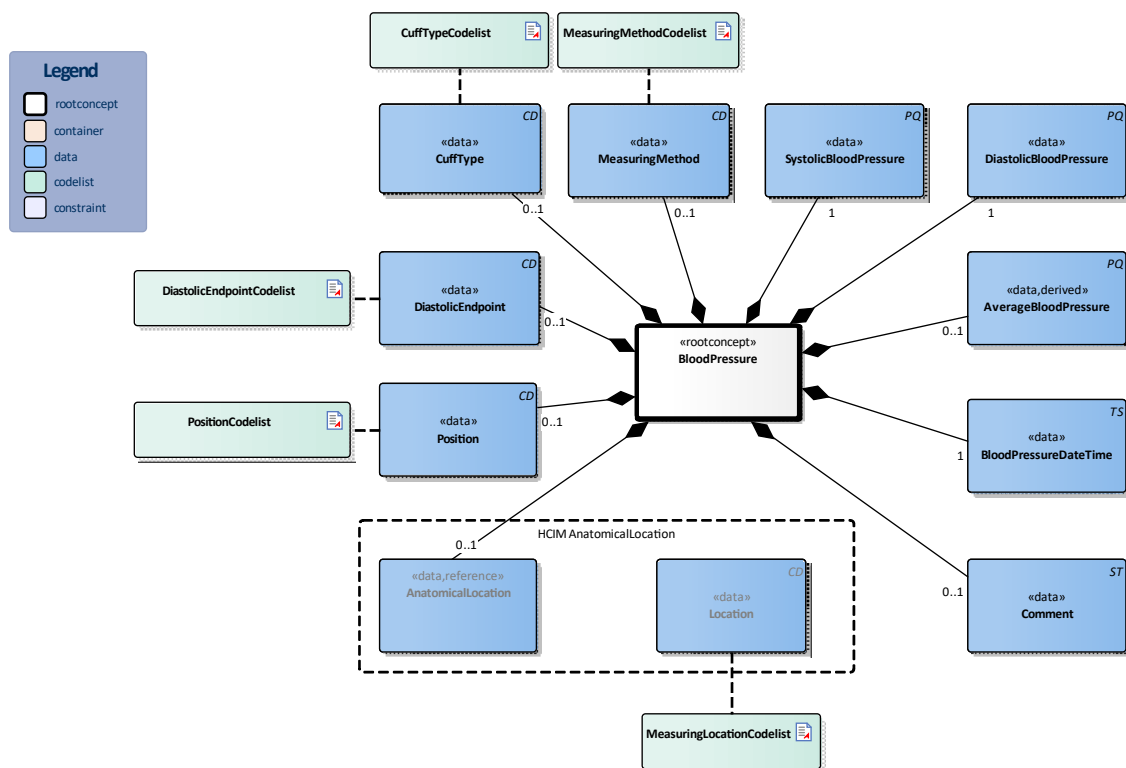 CuffTypeCodelist
MeasuringMethodCodelist
Legend
rootconcept
container
data
codelist
constraint
CD
«data»
CuffType
0..1
CD
«data»
MeasuringMethod
0..1
PQ
«data»
SystolicBloodPressure
1
PQ
«data»
DiastolicBloodPressure
1
DiastolicEndpointCodelist
CD
«data»
DiastolicEndpoint
0..1
«rootconcept»
BloodPressure
PQ
«data,derived»
AverageBloodPressure
0..1
PositionCodelist
CD
«data»
Position
0..1
TS
«data»
BloodPressureDateTime
1
HCIM AnatomicalLocation
0..1
«data,reference»
AnatomicalLocation
CD
«data»
Location
ST
«data»
Comment
0..1
MeasuringLocationCodelist